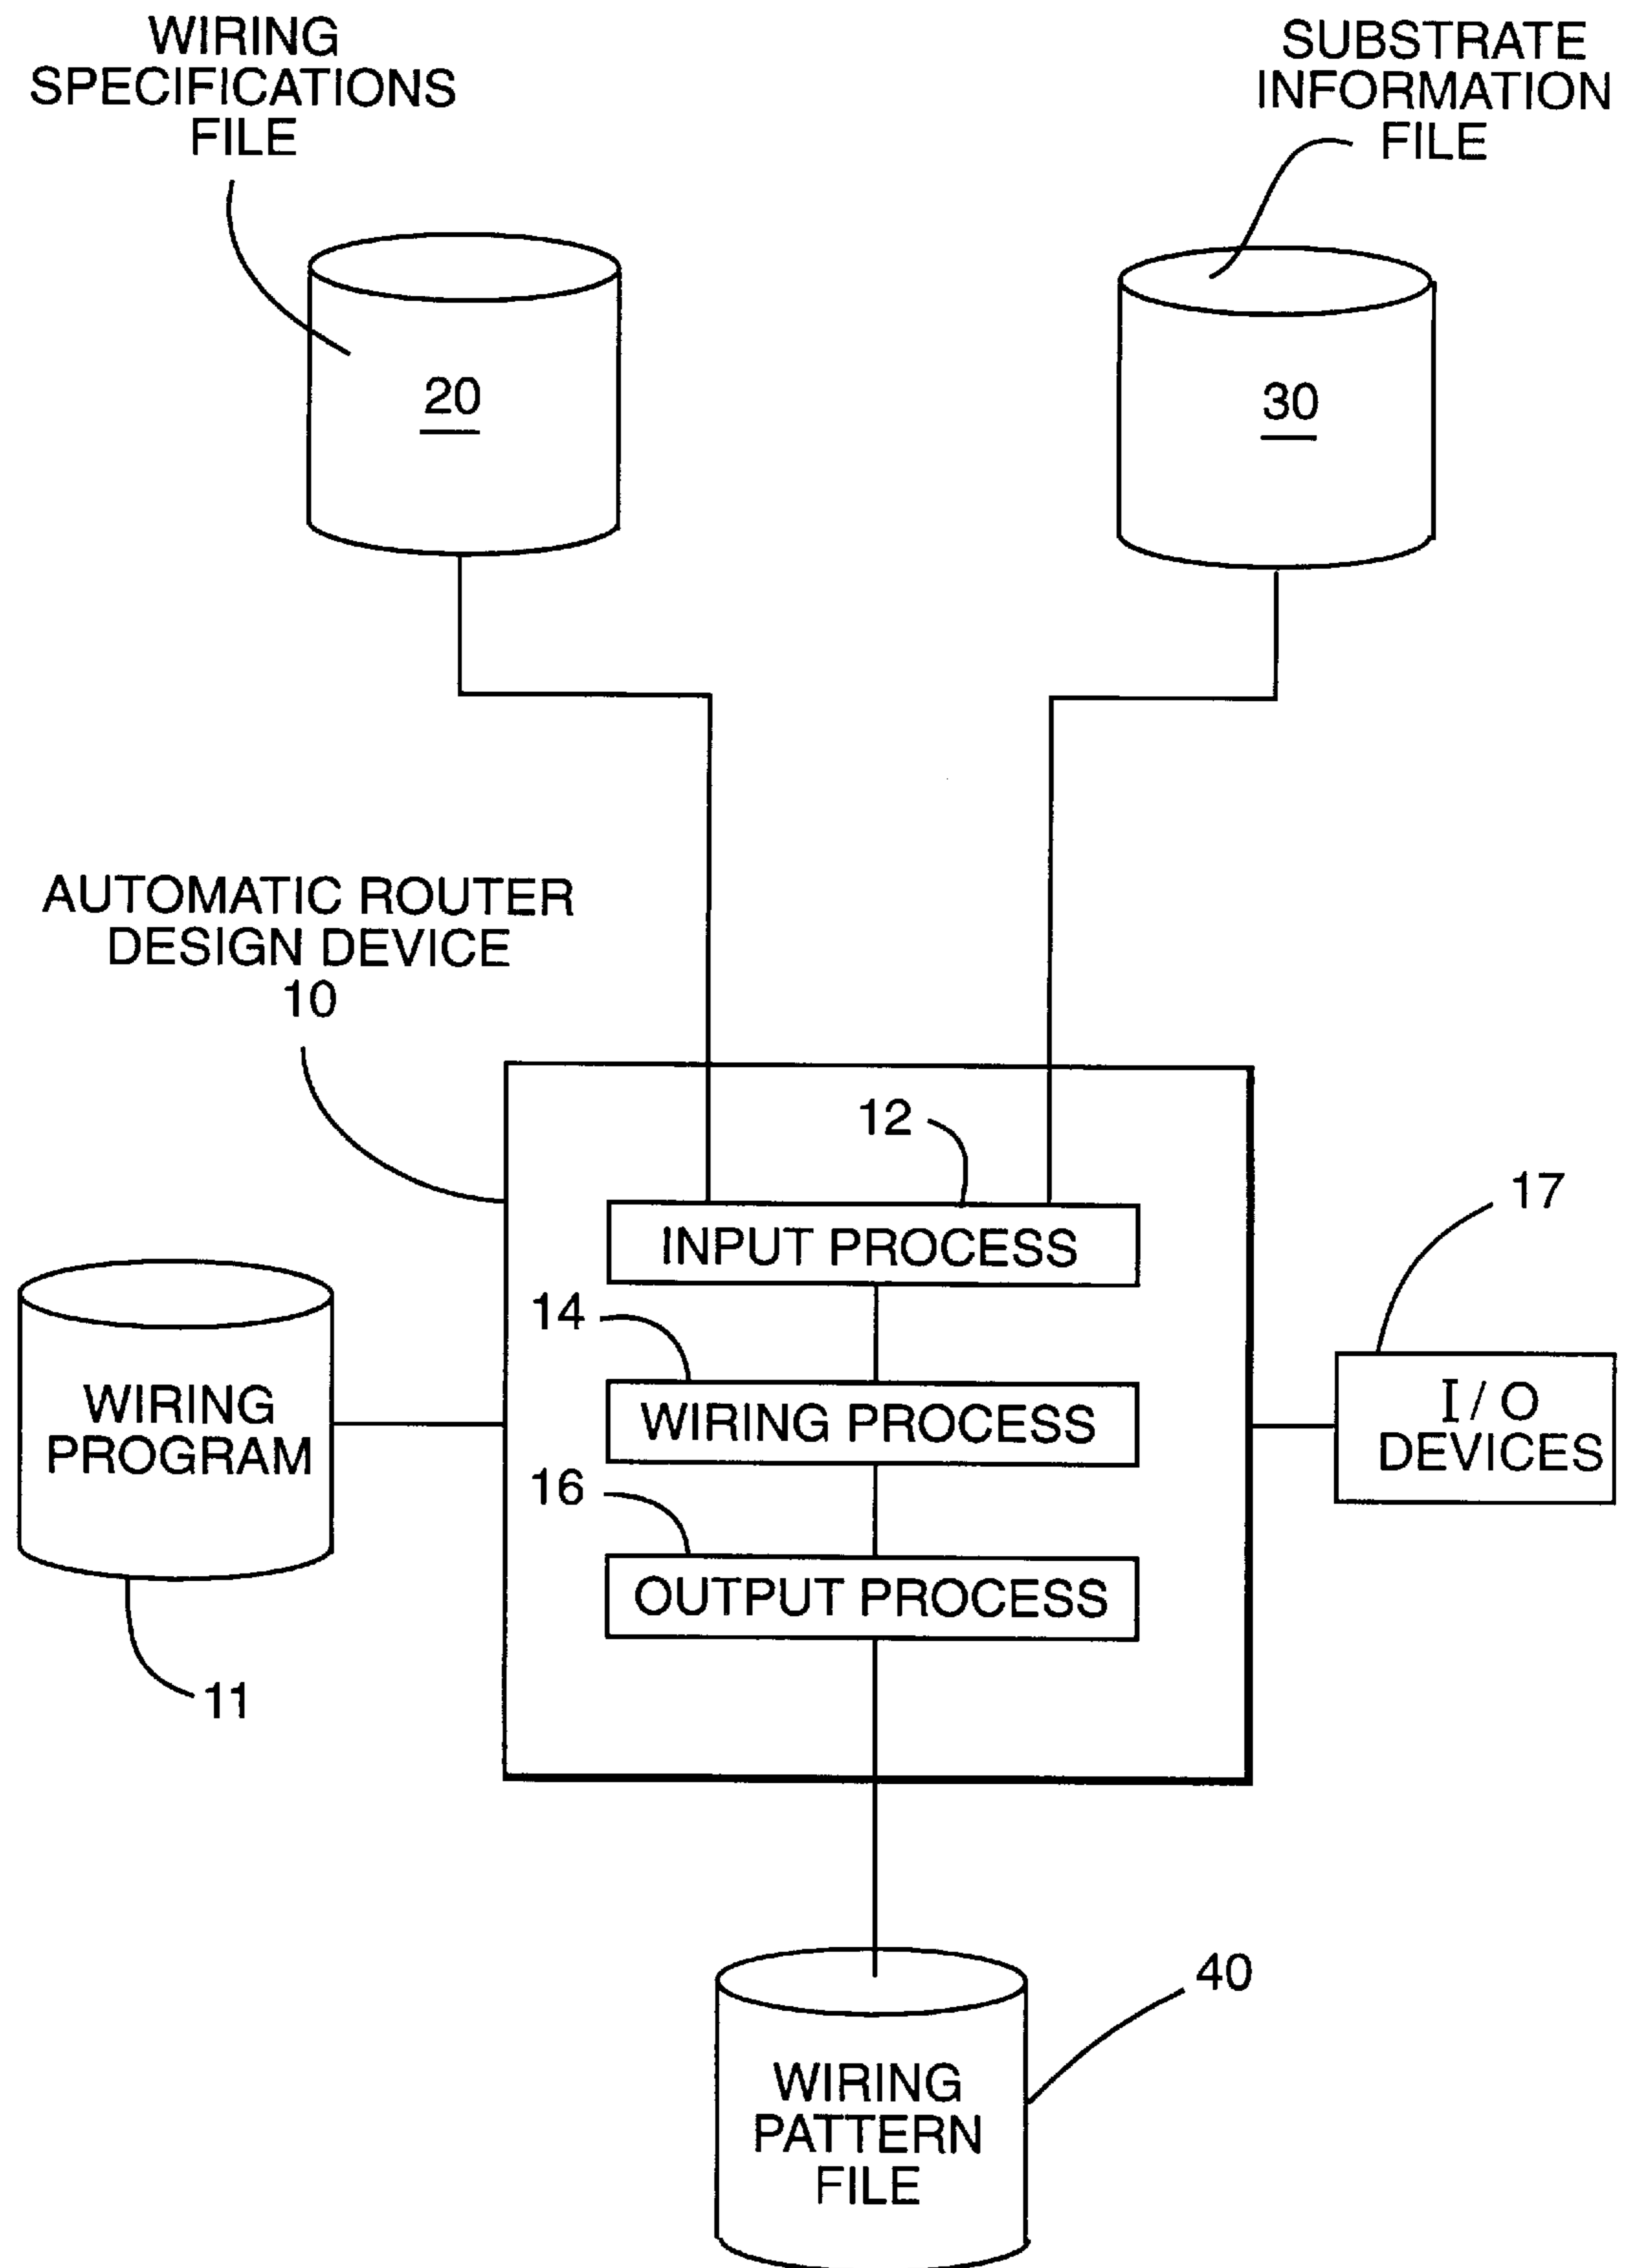 WIRING
SPECIFICATIONS
FILE
SUBSTRATE
INFORMATION
FILE
20
30
AUTOMATIC ROUTER
DESIGN DEVICE
10
12
INPUT PROCESS
17
14
WIRING PROCESS
WIRING
PROGRAM
I/O
DEVICES
16
OUTPUT PROCESS
11
40
WIRING
PATTERN
FILE